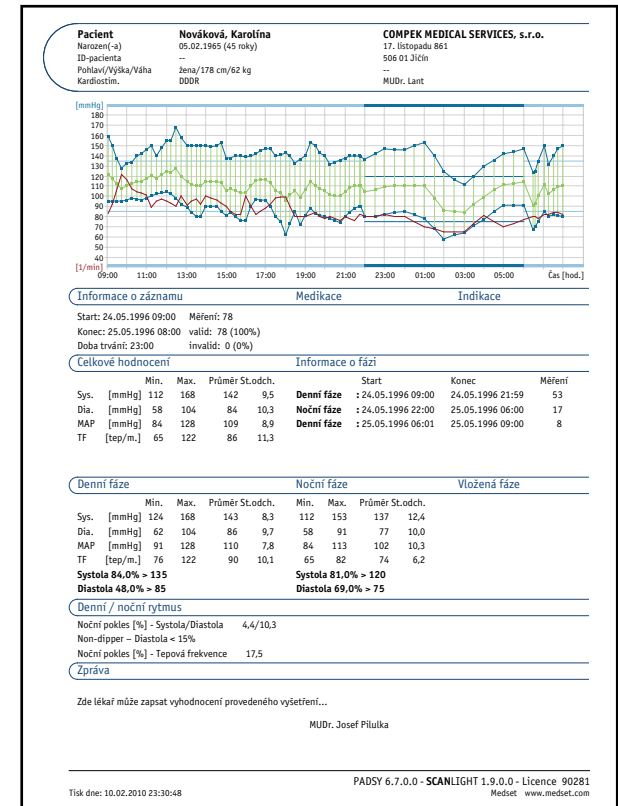 Pacient Nováková, Karolína COMPEK MEDICAL SERVICES, s.r.o.
Narozen(-a) 05.02.1965 (45 roky) 17. listopadu 861
ID-pacienta -- 506 01 Jičín
Pohlaví/Výška/Váha žena/178 cm/62 kg --
Kardiostim. DDDR MUDr. Lant
[mmHg]
180
170
160
150
140
130
120
110
100
90
80
70
60
50
40
[1/min]
09:00 11:00 13:00 15:00 17:00 19:00 21:00 23:00 01:00 03:00 05:00 Čas [hod.]
Informace o záznamu Medikace Indikace
Start: 24.05.1996 09:00 Měření: 78
Konec: 25.05.1996 08:00 valid: 78 (100%)
Doba trvání: 23:00 invalid: 0 (0%)
Celkové hodnocení Informace o fázi
Min. Max. Průměr St.odch. Start Konec Měření
Sys. [mmHg] 112 168 142 9,5 Denní fáze : 24.05.1996 09:00 24.05.1996 21:59 53
Dia. [mmHg] 58 104 84 10,3 Noční fáze : 24.05.1996 22:00 25.05.1996 06:00 17
MAP [mmHg] 84 128 109 8,9 Denní fáze : 25.05.1996 06:01 25.05.1996 09:00 8
TF [tep/m.] 65 122 86 11,3
Denní fáze Noční fáze Vložená fáze
Min. Max. Průměr St.odch. Min. Max. Průměr St.odch.
Sys. [mmHg] 124 168 143 8,3 112 153 137 12,4
Dia. [mmHg] 62 104 86 9,7 58 91 77 10,0
MAP [mmHg] 91 128 110 7,8 84 113 102 10,3
TF [tep/m.] 76 122 90 10,1 65 82 74 6,2
Systola 84,0% > 135 Systola 81,0% > 120
Diastola 48,0% > 85 Diastola 69,0% > 75
Denní / noční rytmus
Noční pokles [%] - Systola/Diastola 4,4/10,3
Non-dipper – Diastola < 15%
Noční pokles [%] - Tepová frekvence 17,5
Zpráva
Zde lékař může zapsat vyhodnocení provedeného vyšetření...
MUDr. Josef Pilulka
PADSY 6.7.0.0 - SCANLIGHT 1.9.0.0 - Licence 90281
Tisk dne: 10.02.2010 23:30:48 Medset www.medset.com